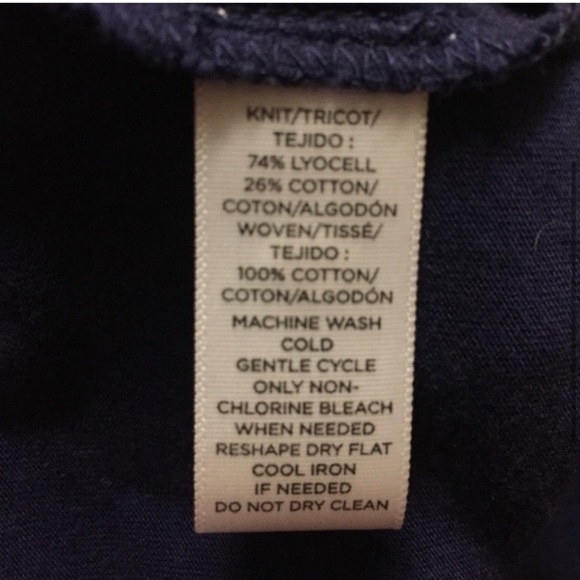 KNIT/TRICOT/
TEJIDO :
74% LYOCELL
26% COTTON/
COTON/ALGODÓN
WOVEN/TISSÉ/
TEJIDO :
100% COTTON/
COTON/ALGODÓN
MACHINE WASH
COLD
GENTLE CYCLE
ONLY NON-
CHLORINE BLEACH
WHEN NEEDED
RESHAPE DRY FLAT
COOL IRON
IF NEEDED
DO NOT DRY CLEAN